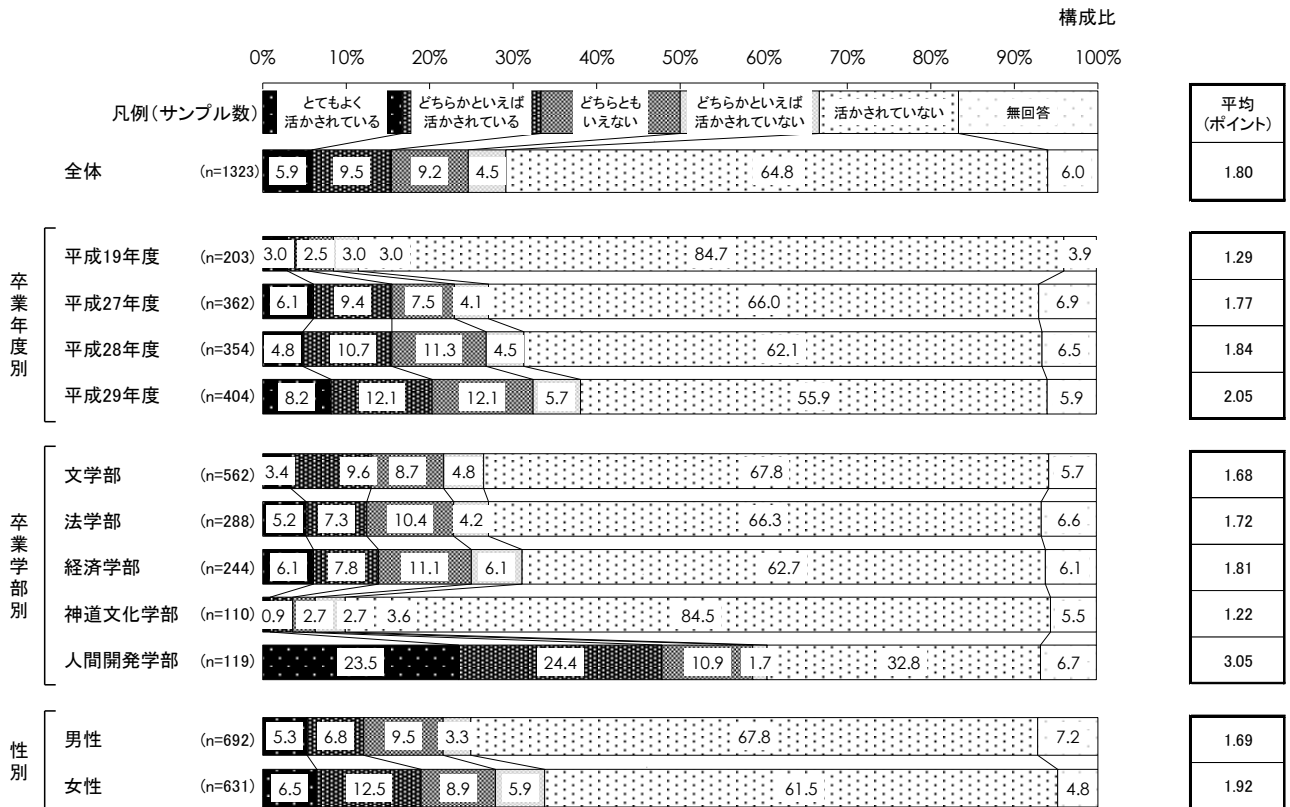 構成比
0% 10% 20% 30% 40% 50% 60% 70% 80% 90% 100%
凡例(サンプル数) とてもよく活かされている どちらかといえば活かされている どちらともいえない どちらかといえば活かされていない 活かされていない 無回答 平均(ポイント)
全体 (n=1323) 5.9 9.5 9.2 4.5 64.8 6.0 1.80
卒業年度別
平成19年度 (n=203) 3.0 2.5 3.0 3.0 84.7 3.9 1.29
平成27年度 (n=362) 6.1 9.4 7.5 4.1 66.0 6.9 1.77
平成28年度 (n=354) 4.8 10.7 11.3 4.5 62.1 6.5 1.84
平成29年度 (n=404) 8.2 12.1 12.1 5.7 55.9 5.9 2.05
卒業学部別
文学部 (n=562) 3.4 9.6 8.7 4.8 67.8 5.7 1.68
法学部 (n=288) 5.2 7.3 10.4 4.2 66.3 6.6 1.72
経済学部 (n=244) 6.1 7.8 11.1 6.1 62.7 6.1 1.81
神道文化学部 (n=110) 0.9 2.7 2.7 3.6 84.5 5.5 1.22
人間開発学部 (n=119) 23.5 24.4 10.9 1.7 32.8 6.7 3.05
性別
男性 (n=692) 5.3 6.8 9.5 3.3 67.8 7.2 1.69
女性 (n=631) 6.5 12.5 8.9 5.9 61.5 4.8 1.92